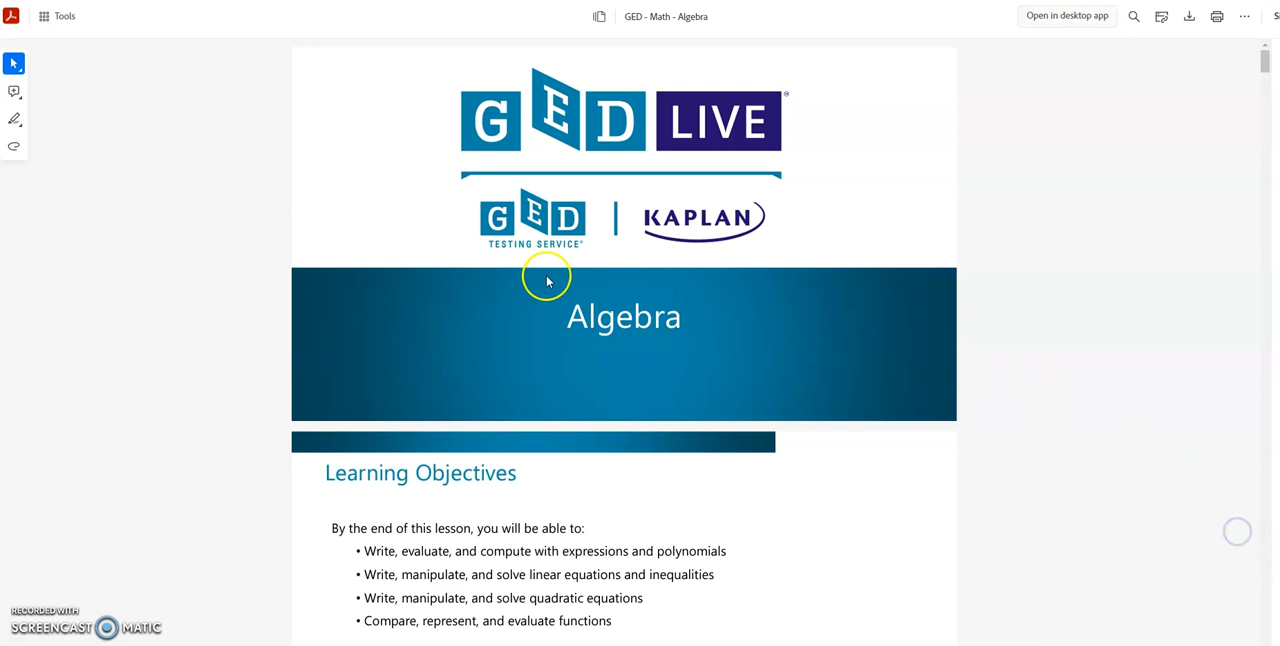 Tools
GED - Math - Algebra
Open in desktop app
GED LIVE
GED
TESTING SERVICE®
KAPLAN
Algebra
Learning Objectives
By the end of this lesson, you will be able to:
• Write, evaluate, and compute with expressions and polynomials
• Write, manipulate, and solve linear equations and inequalities
• Write, manipulate, and solve quadratic equations
• Compare, represent, and evaluate functions
RECORDED WITH
SCREENCAST MATIC